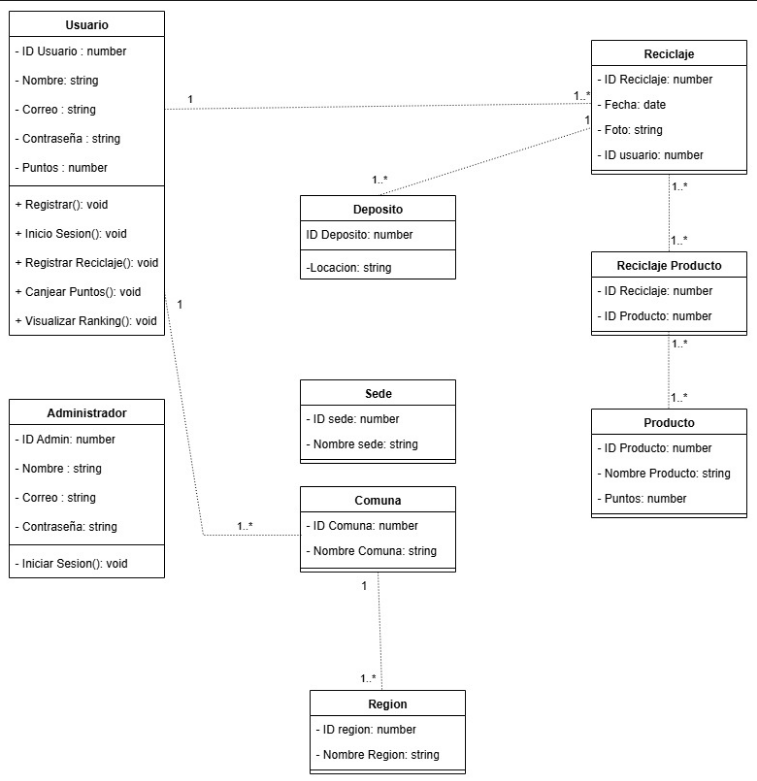 Usuario
- ID Usuario : number
- Nombre: string
- Correo : string
- Contraseña : string
- Puntos : number
+ Registrar(): void
+ Inicio Sesion(): void
+ Registrar Reciclaje(): void
+ Canjear Puntos(): void
+ Visualizar Ranking(): void
1
1..*
Reciclaje
- ID Reciclaje: number
- Fecha: date
- Foto: string
- ID usuario: number
1
1..*
Deposito
ID Deposito: number
-Locacion: string
1..*
1..*
Reciclaje Producto
- ID Reciclaje: number
- ID Producto: number
1..*
1..*
Producto
- ID Producto: number
- Nombre Producto: string
- Puntos: number
1
1..*
Administrador
- ID Admin: number
- Nombre : string
- Correo : string
- Contraseña: string
- Iniciar Sesion(): void
Sede
- ID sede: number
- Nombre sede: string
Comuna
- ID Comuna: number
- Nombre Comuna: string
1
1..*
Region
- ID region: number
- Nombre Region: string